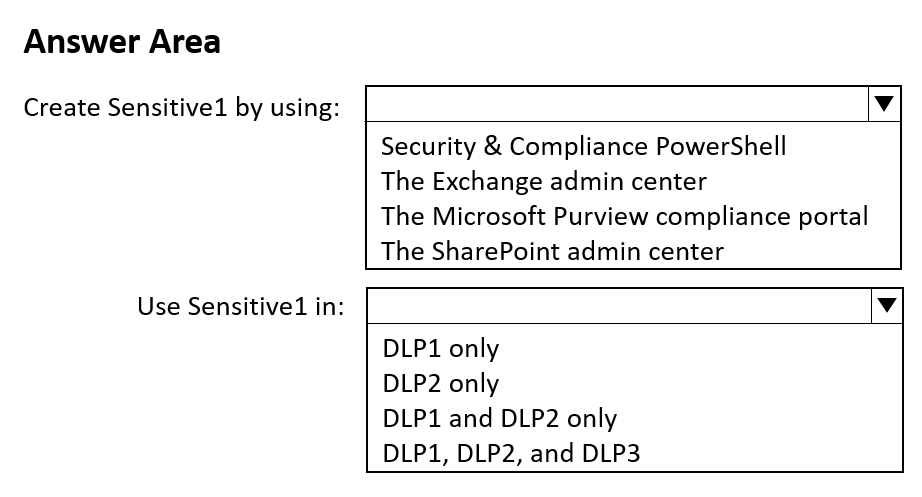 Answer Area
Create Sensitive1 by using:
Security & Compliance PowerShell
The Exchange admin center
The Microsoft Purview compliance portal
The SharePoint admin center
Use Sensitive1 in:
DLP1 only
DLP2 only
DLP1 and DLP2 only
DLP1, DLP2, and DLP3